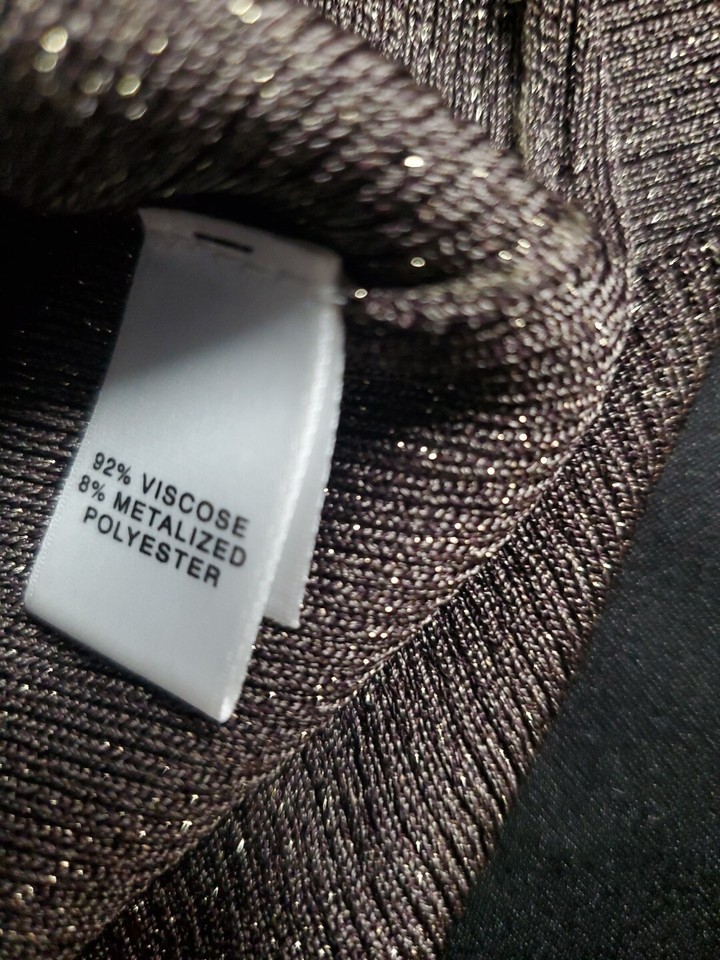 92% VISCOSE
8% METALIZED
POLYESTER